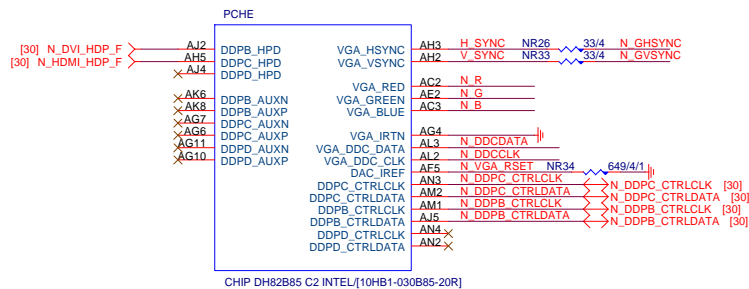 PCHE
[30] N_DVI_HDP_F AJ2 DDPB_HPD VGA_HSYNC AH3 H_SYNC NR26 33/4 N_GHSYNC
[30] N_HDMI_HDP_F AH5 DDPC_HPD VGA_VSYNC AH2 V_SYNC NR33 33/4 N_GVSYNC
AJ4 DDPD_HPD
VGA_RED AC2 N_R
AK6 DDPB_AUXN VGA_GREEN AE2 N_G
AK8 DDPB_AUXP VGA_BLUE AC3 N_B
AG7 DDPC_AUXN
AG6 DDPC_AUXP VGA_IRTN AG4
AG11 DDPD_AUXN VGA_DDC_DATA AL3 N_DDCDATA
AG10 DDPD_AUXP VGA_DDC_CLK AL2 N_DDCCLK
DAC_IREF AF5 N_VGA_RSET NR34 649/4/1
DDPC_CTRLCLK AN3 N_DDPC_CTRLCLK N_DDPC_CTRLCLK [30]
DDPC_CTRLDATA AM2 N_DDPC_CTRLDATA N_DDPC_CTRLDATA [30]
DDPB_CTRLCLK AM1 N_DDPB_CTRLCLK N_DDPB_CTRLCLK [30]
DDPB_CTRLDATA AJ5 N_DDPB_CTRLDATA N_DDPB_CTRLDATA [30]
DDPD_CTRLCLK AN4
DDPD_CTRLDATA AN2
CHIP DH82B85 C2 INTEL/[10HB1-030B85-20R]